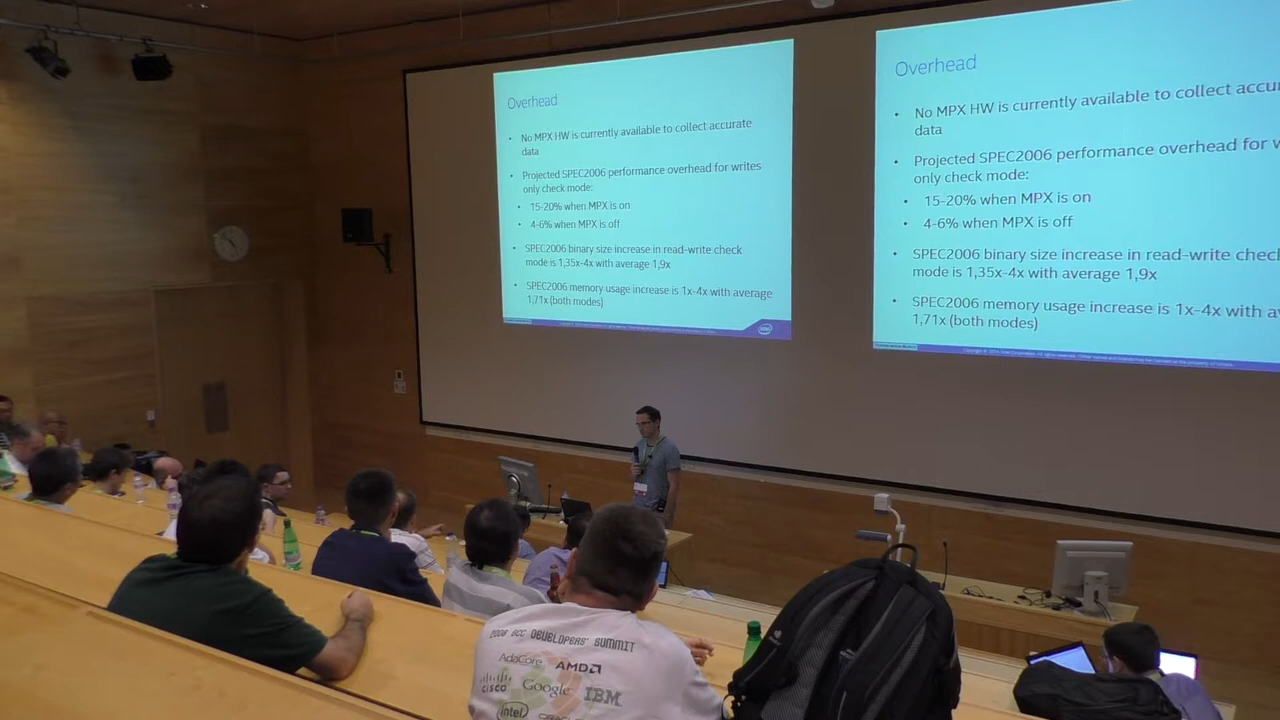 Overhead
• No MPX HW is currently available to collect accurate
data
• Projected SPEC2006 performance overhead for writes
only check mode:
• 15-20% when MPX is on
• 4-6% when MPX is off
• SPEC2006 binary size increase in read-write check
mode is 1,35x-4x with average 1,9x
• SPEC2006 memory usage increase is 1x-4x with average
1,71x (both modes)
Overhead
• No MPX HW is currently available to collect accu
data
• Projected SPEC2006 performance overhead for w
only check mode:
• 15-20% when MPX is on
• 4-6% when MPX is off
• SPEC2006 binary size increase in read-write chec
mode is 1,35x-4x with average 1,9x
• SPEC2006 memory usage increase is 1x-4x with a
1,71x (both modes)
2008 GCC DEVELOPERS' SUMMIT
AdaCore AMD
CISCO Google IBM
intel